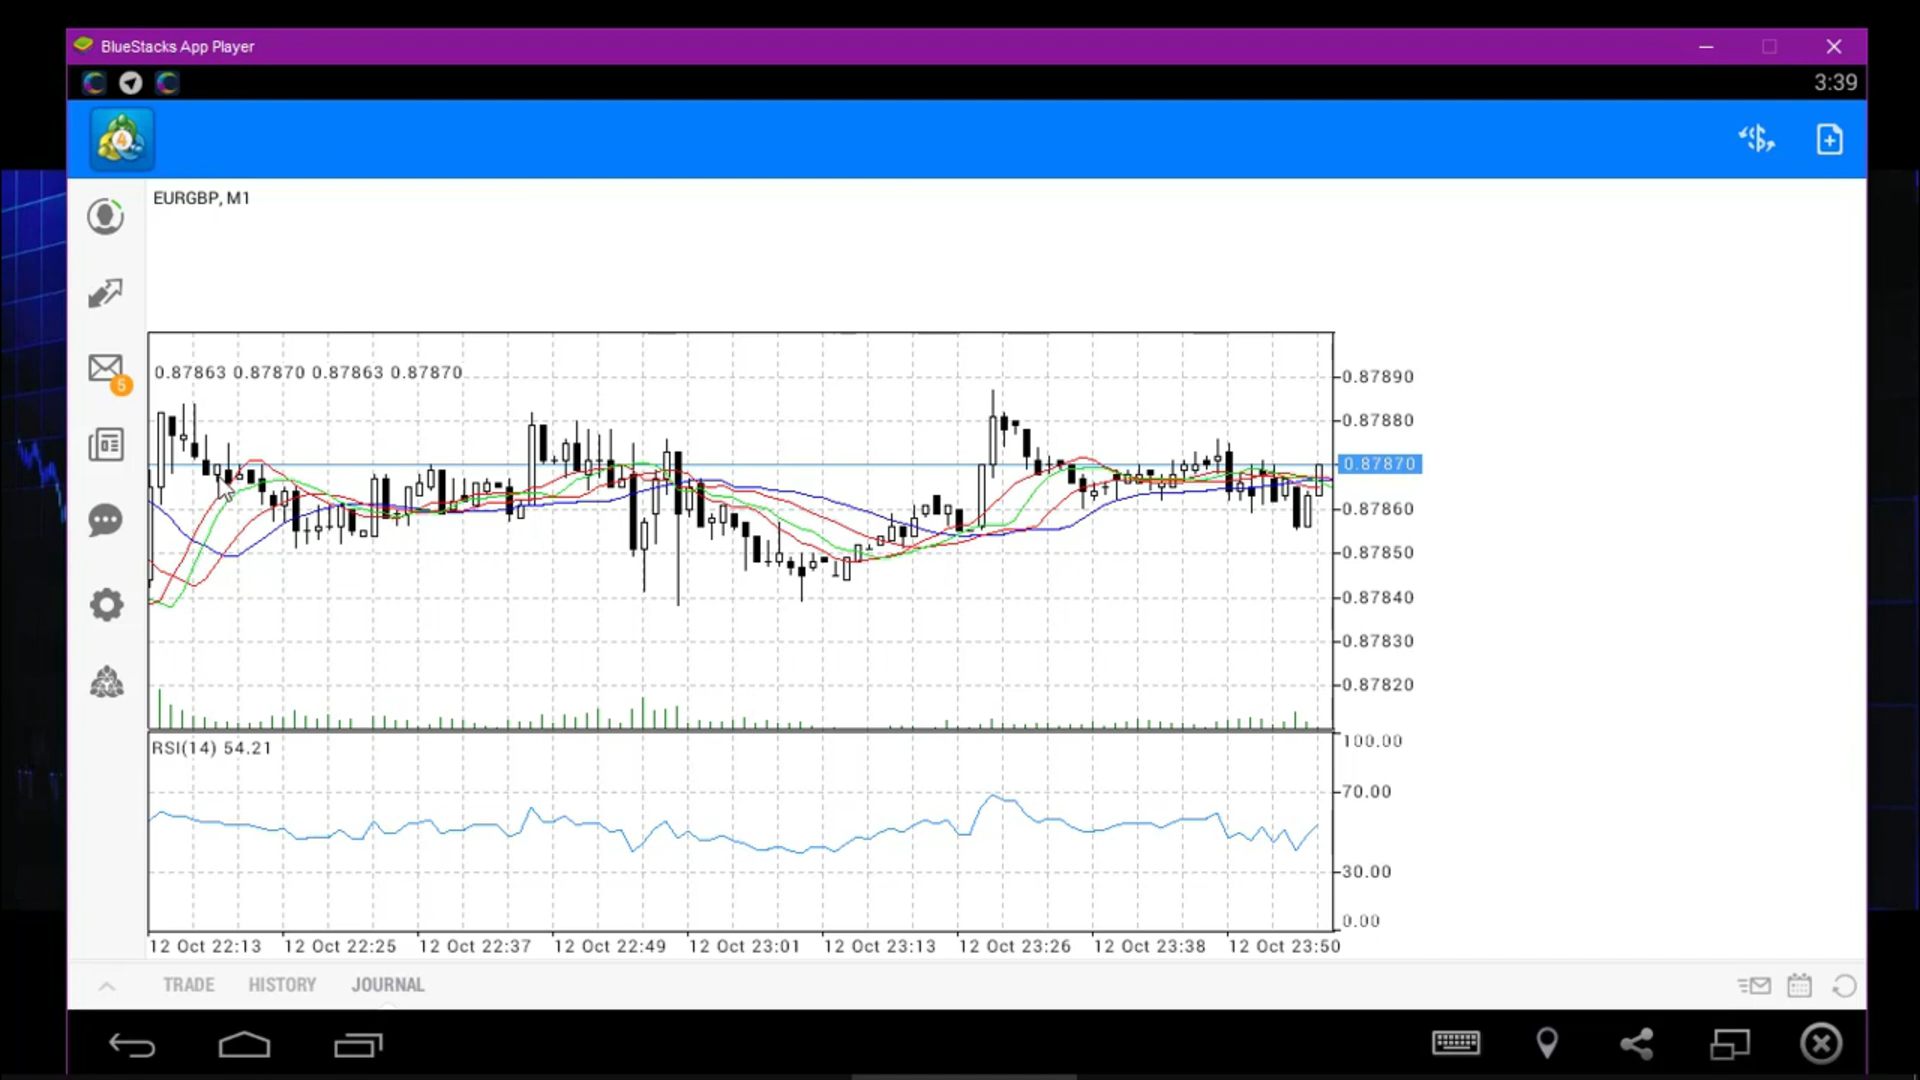 BlueStacks App Player
3:39
4
EURGBP, M1
0.87863 0.87870 0.87863 0.87870
0.87890
0.87880
0.87870
0.87860
0.87850
0.87840
0.87830
0.87820
5
RSI(14) 54.21
100.00
70.00
30.00
0.00
12 Oct 22:13 12 Oct 22:25 12 Oct 22:37 12 Oct 22:49 12 Oct 23:01 12 Oct 23:13 12 Oct 23:26 12 Oct 23:38 12 Oct 23:50
TRADE HISTORY JOURNAL